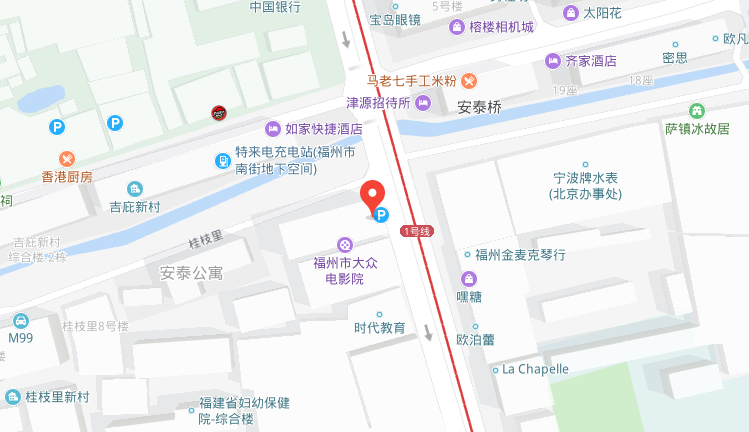 中国银行
宝岛眼镜
5号楼
太阳花
榕楼相机城
欧凡
密思
齐家酒店
马老七手工米粉
18座
19座
津源招待所
安泰桥
P
P
如家快捷酒店
萨镇冰故居
特来电充电站(福州市
南街地下空间)
香港厨房
宁波牌水表
(北京办事处)
吉庇新村
祠
P
1号线
桂枝里
吉庇新村
综合楼2栋
福州金麦克琴行
福州市大众
电影院
安泰公寓
嘿糖
时代教育
桂枝里8号楼
M99
欧泊蕾
La Chapelle
桂枝里新村
福建省妇幼保健
院-综合楼